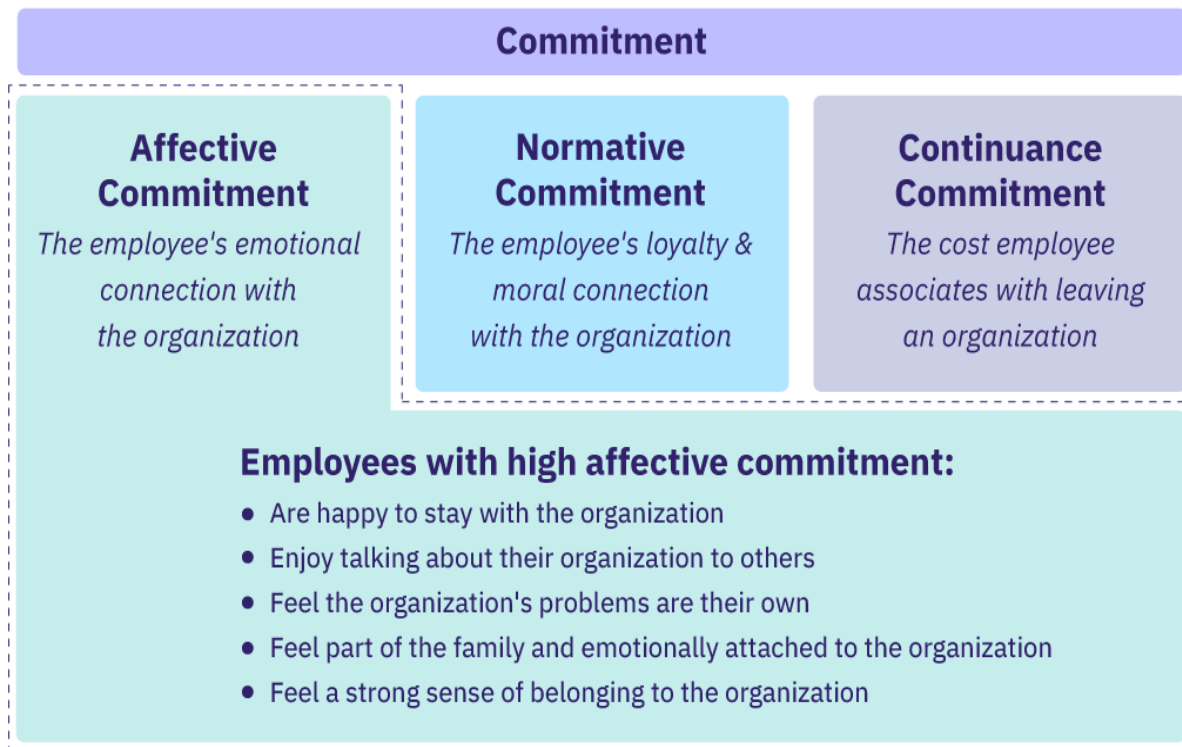 Commitment
Affective
Commitment
The employee's emotional
connection with
the organization
Normative
Commitment
The employee's loyalty &
moral connection
with the organization
Continuance
Commitment
The cost employee
associates with leaving
an organization
Employees with high affective commitment:
● Are happy to stay with the organization
● Enjoy talking about their organization to others
● Feel the organization's problems are their own
● Feel part of the family and emotionally attached to the organization
● Feel a strong sense of belonging to the organization